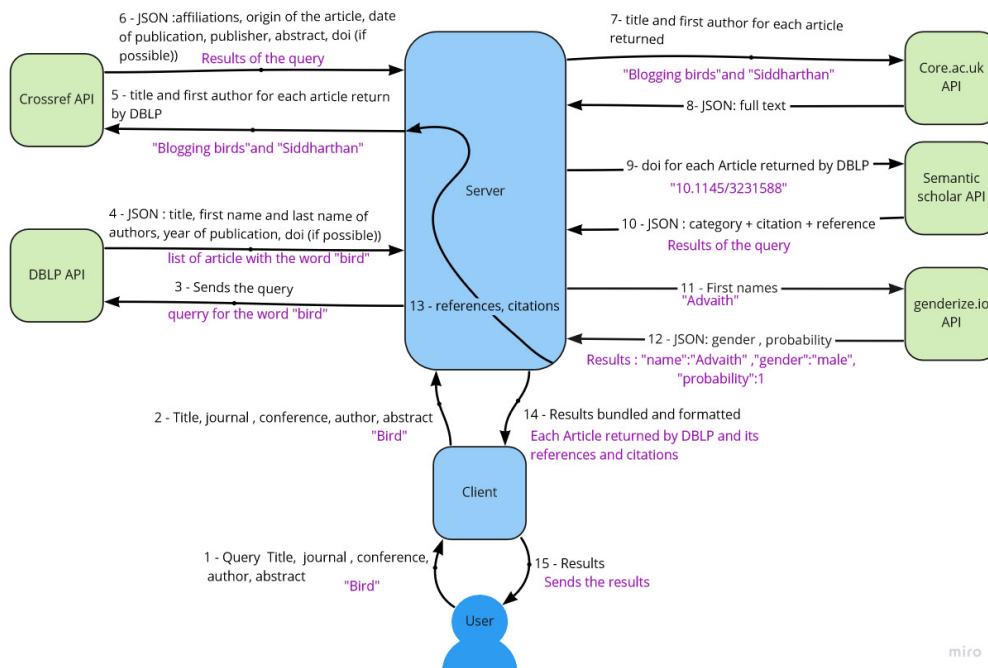 6 - JSON :affiliations, origin of the article, date
of publication, publisher, abstract, doi (if
possible))
Results of the query
Crossref API
5 - title and first author for each article return
by DBLP
"Blogging birds"and "Siddharthan"
4 - JSON : title, first name and last name of
authors, year of publication, doi (if possible))
list of article with the word "bird"
DBLP API
3 - Sends the query
querry for the word "bird"
Server
13 - references, citations
7- title and first author for each article
returned
"Blogging birds"and "Siddharthan"
Core.ac.uk
API
8- JSON: full text
9- doi for each Article returned by DBLP
"10.1145/3231588"
Semantic
scholar API
10 - JSON : category + citation + reference
Results of the query
11 - First names
"Advaith"
genderize.io
API
12 - JSON: gender , probability
Results : "name":"Advaith" ,"gender":"male",
"probability":1
2 - Title, journal , conference, author, abstract
"Bird"
14 - Results bundled and formatted
Each Article returned by DBLP and its
references and citations
Client
1 - Query Title, journal , conference,
author, abstract
"Bird"
15 - Results
Sends the results
User
miro